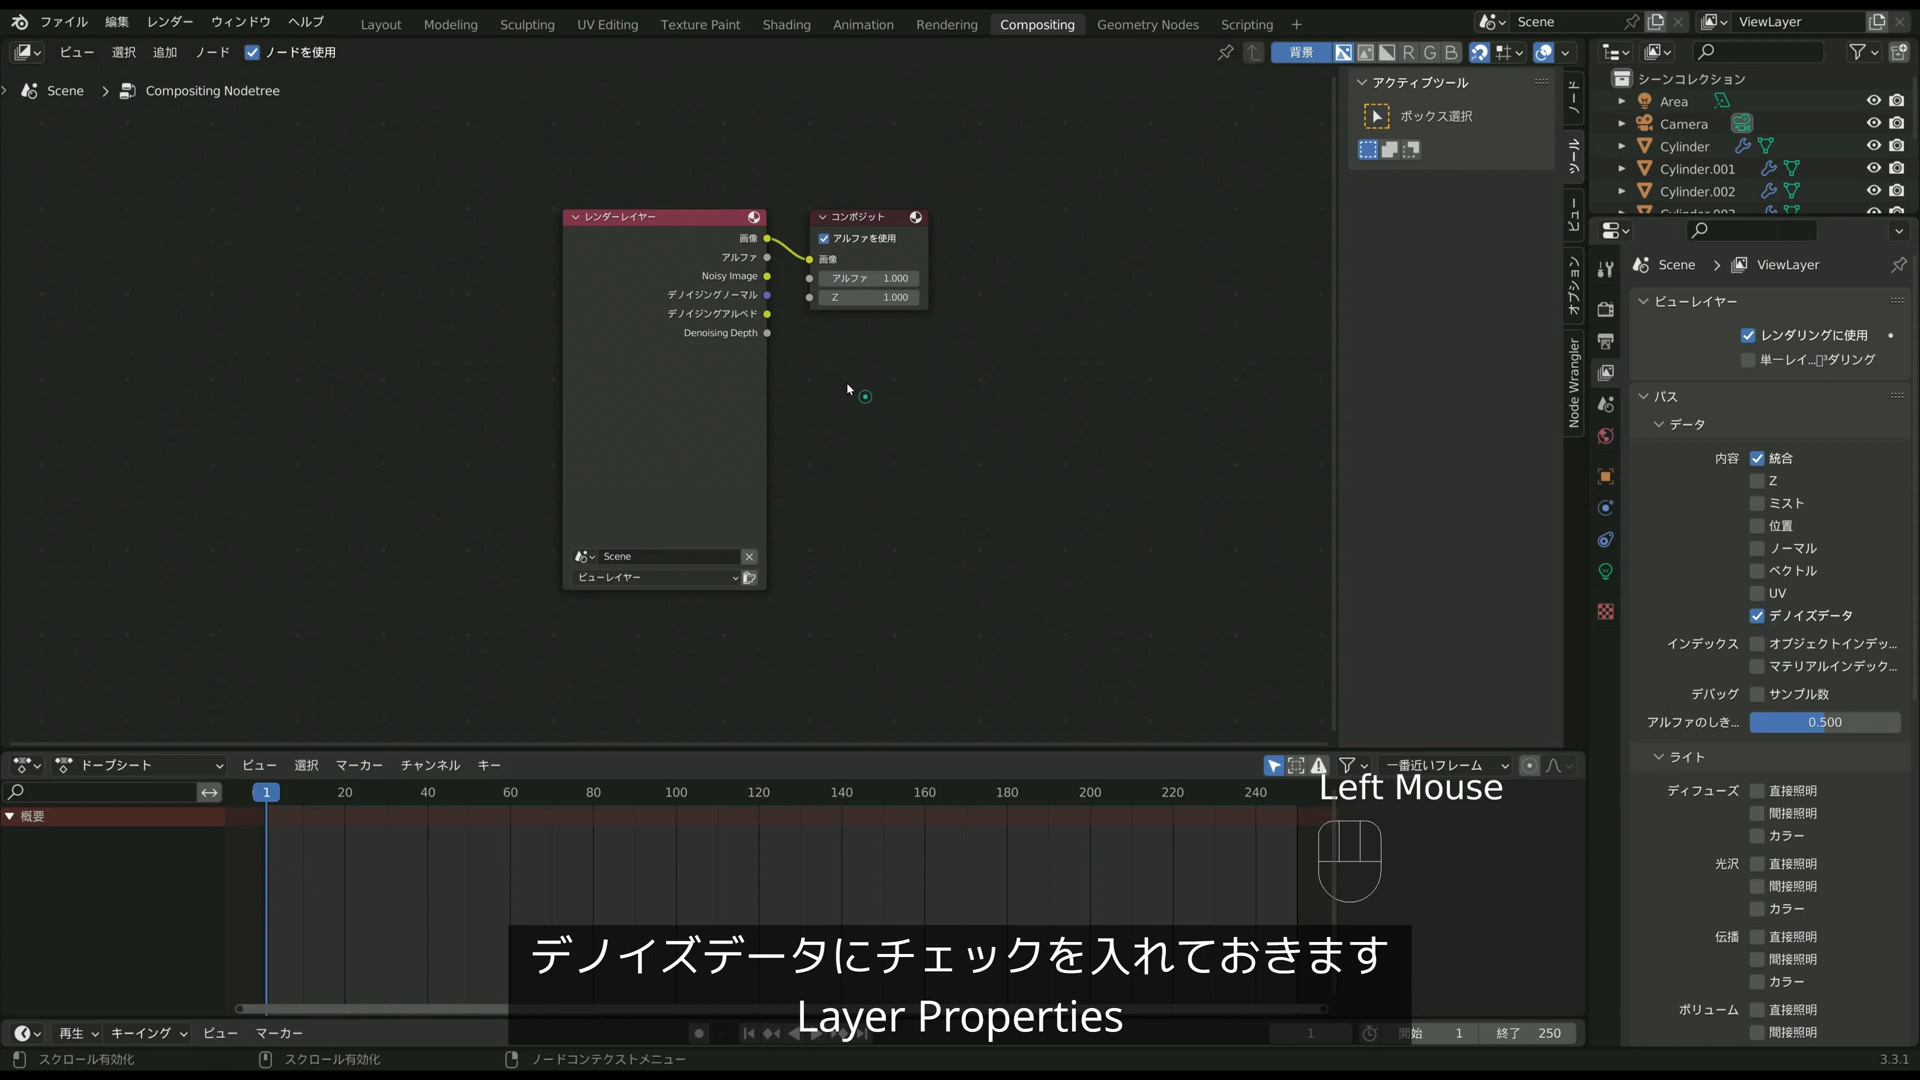 ファイル 編集 レンダー ウィンドウ ヘルプ Layout Modeling Sculpting UV Editing Texture Paint Shading Animation Rendering Compositing Geometry Nodes Scripting Scene ViewLayer
ビュー 選択 追加 ノード ノードを使用 背景 R G B
Scene Compositing Nodetree
アクティブツール
ボックス選択
ノード
ツール
ビュー
オプション
Node Wrangler
シーンコレクション
Area
Camera
Cylinder
Cylinder.001
Cylinder.002
レンダーレイヤー
画像
アルファ
Noisy Image
デノイジングノーマル
デノイジングアルベド
Denoising Depth
Scene
ビューレイヤー
コンポジット
アルファを使用
画像
アルファ 1.000
Z 1.000
Scene ViewLayer
ビューレイヤー
レンダリングに使用
パス
データ
内容 統合
Z
ミスト
位置
ノーマル
ベクトル
UV
デノイズデータ
インデックス オブジェクトインデッ...
マテリアルインデック...
デバッグ サンプル数
アルファのしき... 0.500
ライト
ディフューズ 直接照明
間接照明
カラー
光沢 直接照明
間接照明
カラー
伝播 直接照明
間接照明
カラー
ボリューム 直接照明
間接照明
ドープシート ビュー 選択 マーカー チャンネル キー 一番近いフレーム
1 20 40 60 80 100 120 140 160 180 200 220 240
概要
Left Mouse
デノイズデータにチェックを入れておきます
Layer Properties
再生 キーイング ビュー マーカー 1 開始 1 終了 250
スクロール有効化 スクロール有効化 ノードコンテクストメニュー 3.3.1